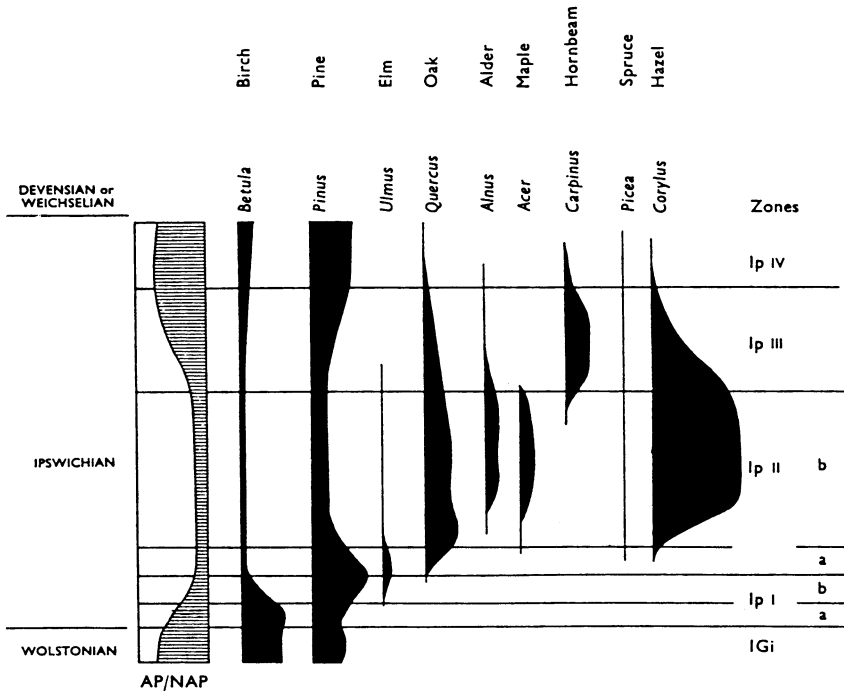 Birch
Pine
Elm
Oak
Alder
Maple
Hornbeam
Spruce
Hazel
Betula
Pinus
Ulmus
Quercus
Alnus
Acer
Carpinus
Picea
Corylus
DEVENSIAN or
WEICHSELIAN
Zones
Ip IV
Ip III
IPSWICHIAN
Ip II
b
a
b
Ip I
a
WOLSTONIAN
IGi
AP/NAP